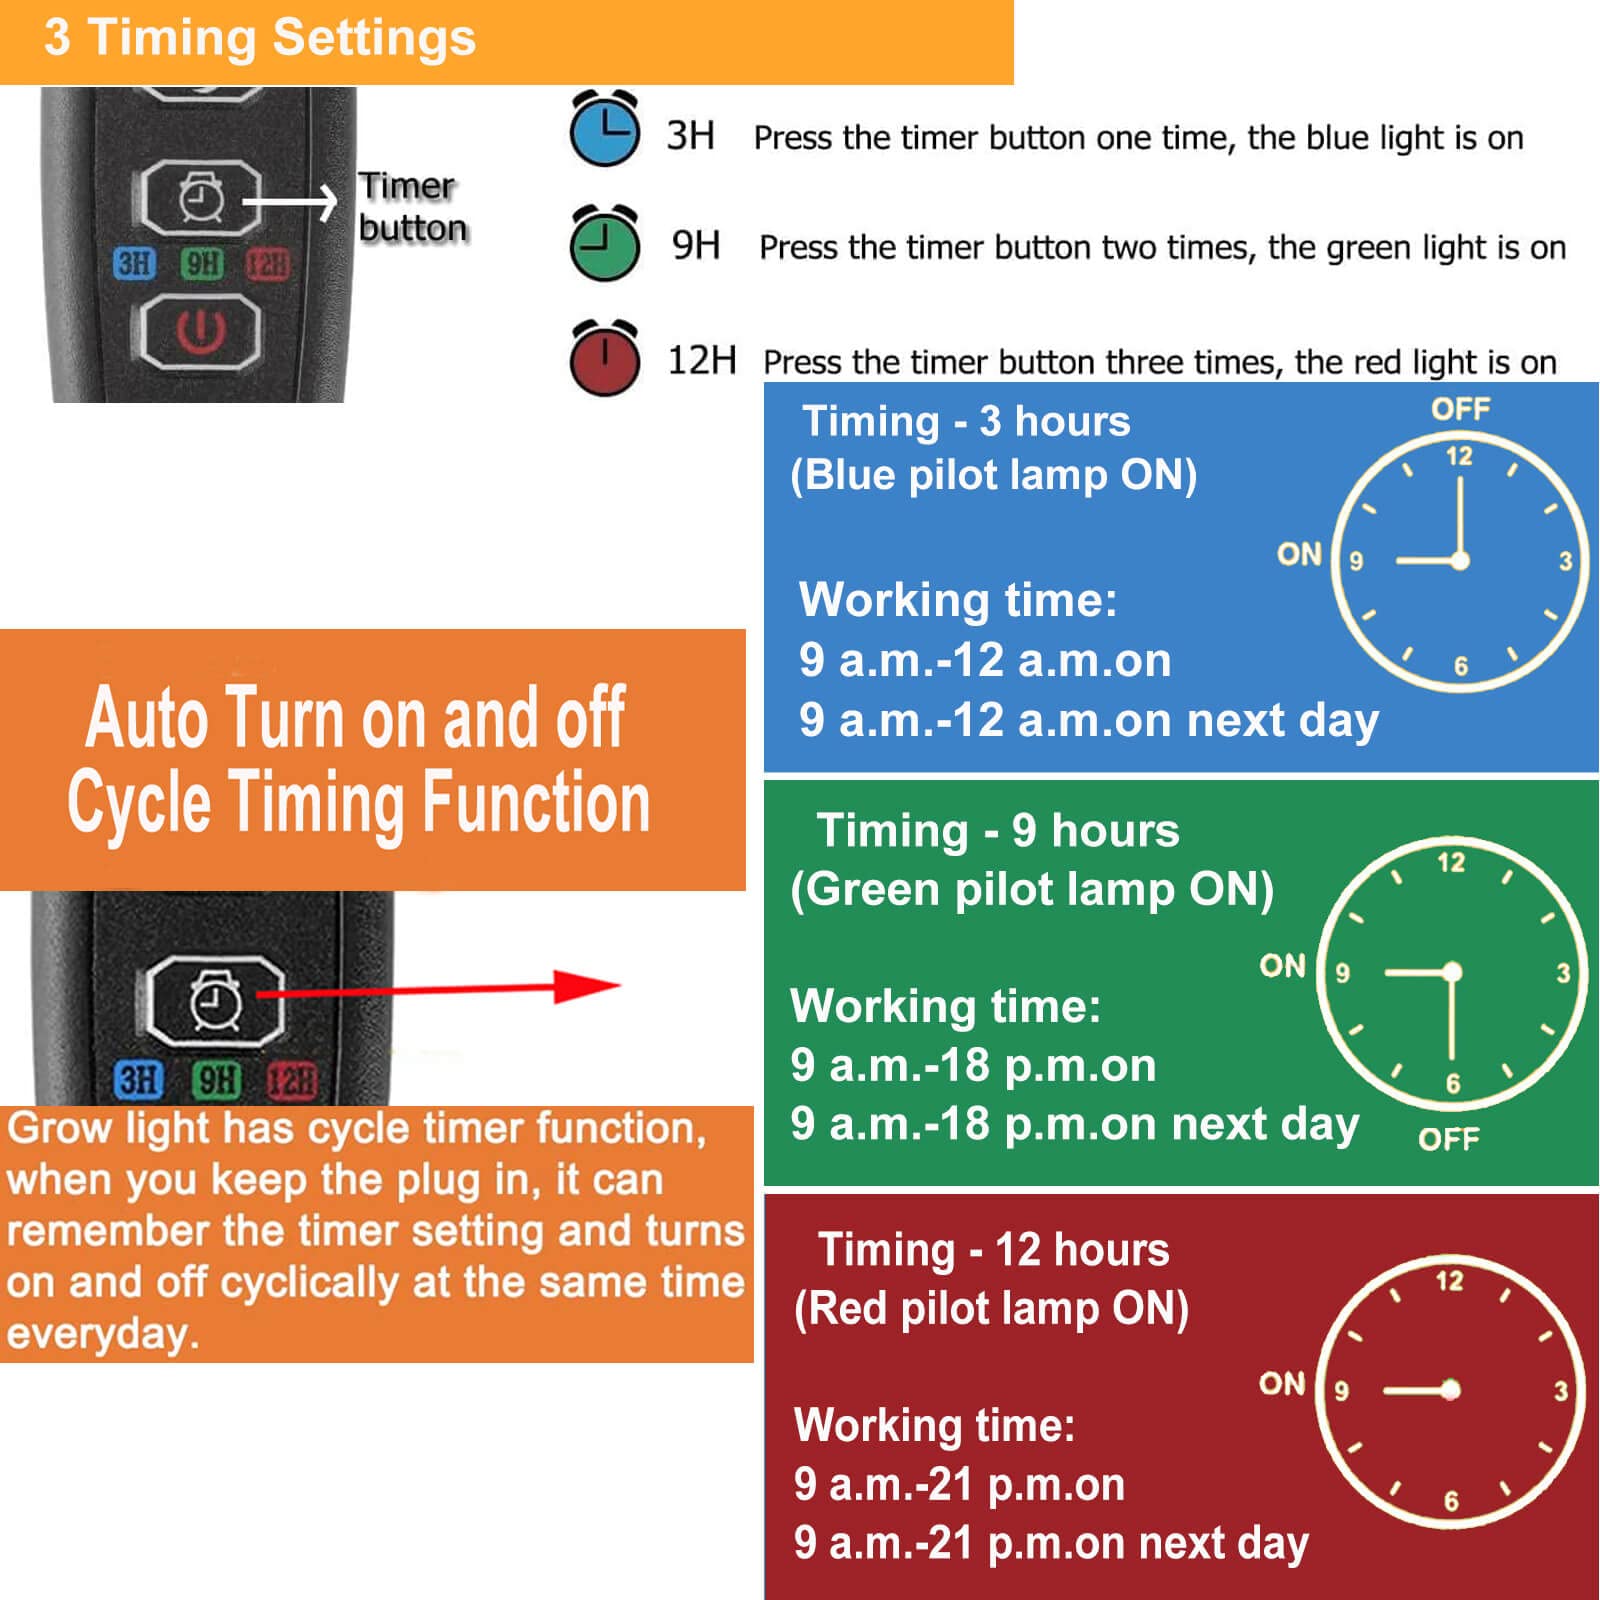 3 Timing Settings
Timer
button
3H 9H 12H
3H Press the timer button one time, the blue light is on
9H Press the timer button two times, the green light is on
12H Press the timer button three times, the red light is on
Auto Turn on and off
Cycle Timing Function
3H 9H 12H
Grow light has cycle timer function,
when you keep the plug in, it can
remember the timer setting and turns
on and off cyclically at the same time
everyday.
Timing - 3 hours
(Blue pilot lamp ON)
Working time:
9 a.m.-12 a.m.on
9 a.m.-12 a.m.on next day
OFF
12
ON 9 3
6
Timing - 9 hours
(Green pilot lamp ON)
Working time:
9 a.m.-18 p.m.on
9 a.m.-18 p.m.on next day
12
ON 9 3
6
OFF
Timing - 12 hours
(Red pilot lamp ON)
Working time:
9 a.m.-21 p.m.on
9 a.m.-21 p.m.on next day
12
ON 9 3
6